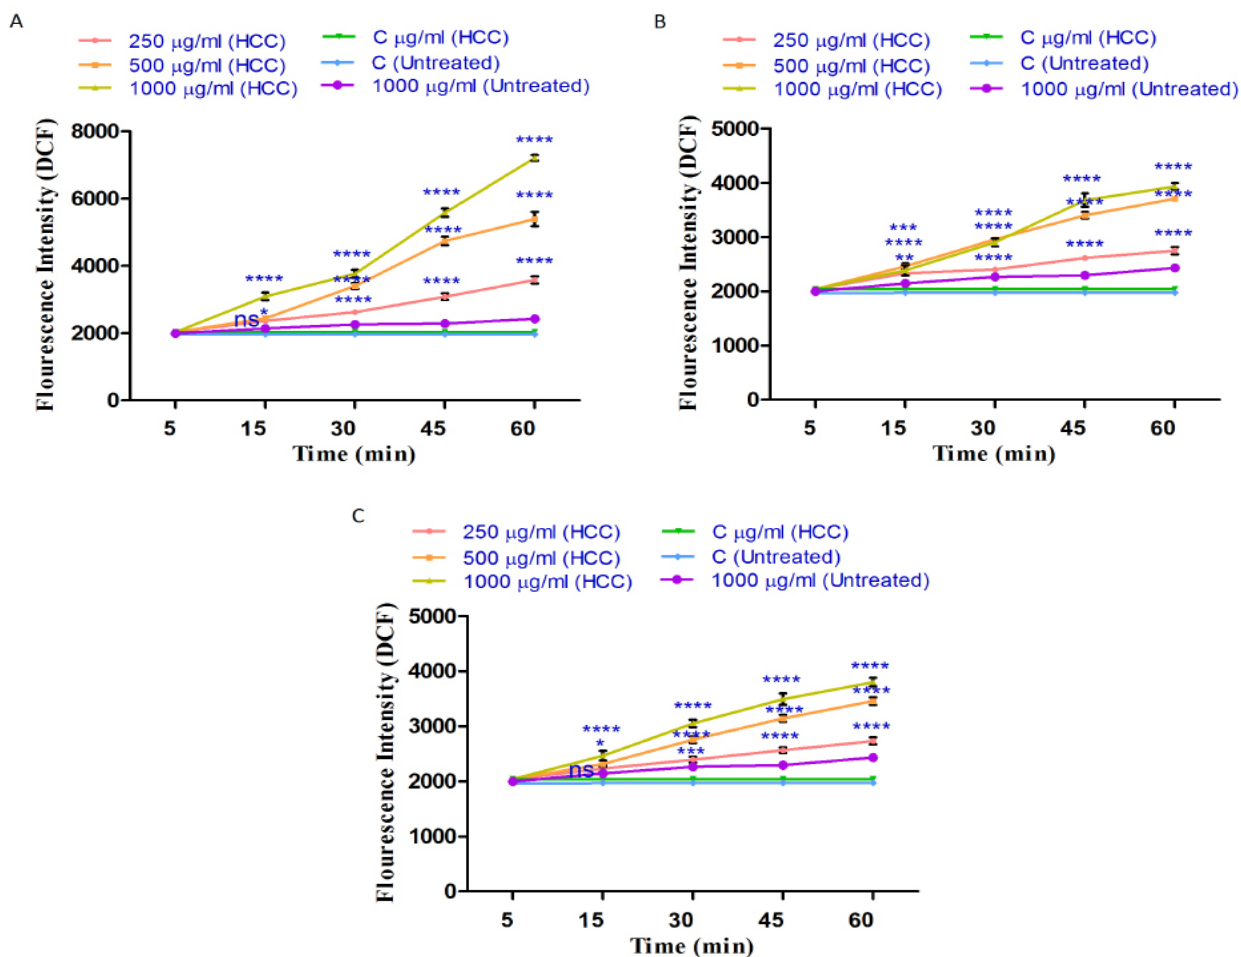 A
250 μg/ml (HCC)
500 μg/ml (HCC)
1000 μg/ml (HCC)
C μg/ml (HCC)
C (Untreated)
1000 μg/ml (Untreated)
Flourescence Intensity (DCF)
8000
6000
4000
2000
0
****
****
****
****
****
****
****
****
****
****
ns
*
5 15 30 45 60
Time (min)
B
250 μg/ml (HCC)
500 μg/ml (HCC)
1000 μg/ml (HCC)
C μg/ml (HCC)
C (Untreated)
1000 μg/ml (Untreated)
Flourescence Intensity (DCF)
5000
4000
3000
2000
1000
0
***
****
**
****
****
****
****
****
****
****
****
****
5 15 30 45 60
Time (min)
C
250 μg/ml (HCC)
500 μg/ml (HCC)
1000 μg/ml (HCC)
C μg/ml (HCC)
C (Untreated)
1000 μg/ml (Untreated)
Flourescence Intensity (DCF)
5000
4000
3000
2000
1000
0
****
*
ns
****
****
***
****
****
****
****
****
****
5 15 30 45 60
Time (min)